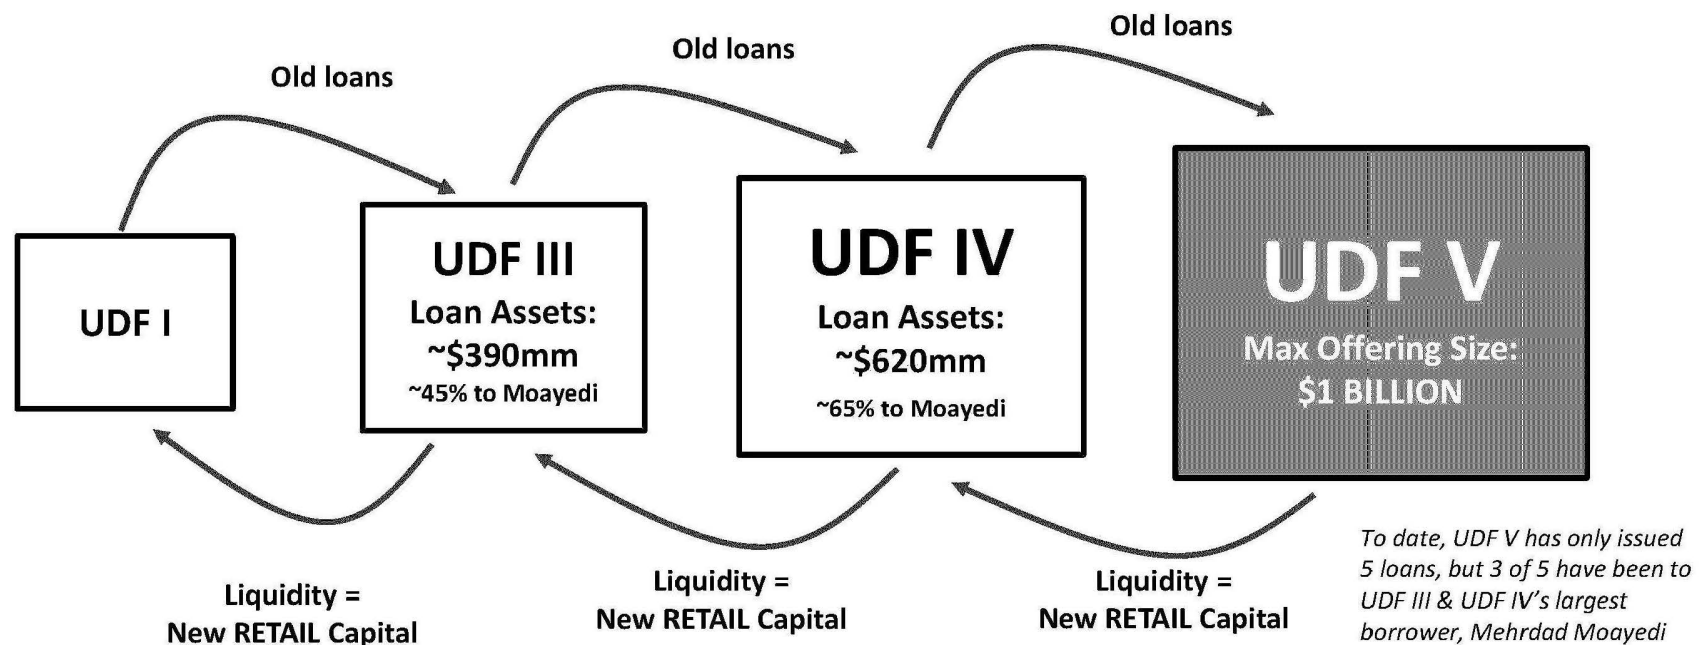 Old loans
Old loans
Old loans
UDF I
UDF III
Loan Assets:
~$390mm
~45% to Moayedi
UDF IV
Loan Assets:
~$620mm
~65% to Moayedi
UDF V
Max Offering Size:
$1 BILLION
Liquidity =
New RETAIL Capital
Liquidity =
New RETAIL Capital
Liquidity =
New RETAIL Capital
To date, UDF V has only issued
5 loans, but 3 of 5 have been to
UDF III & UDF IV’s largest
borrower, Mehrdad Moayedi